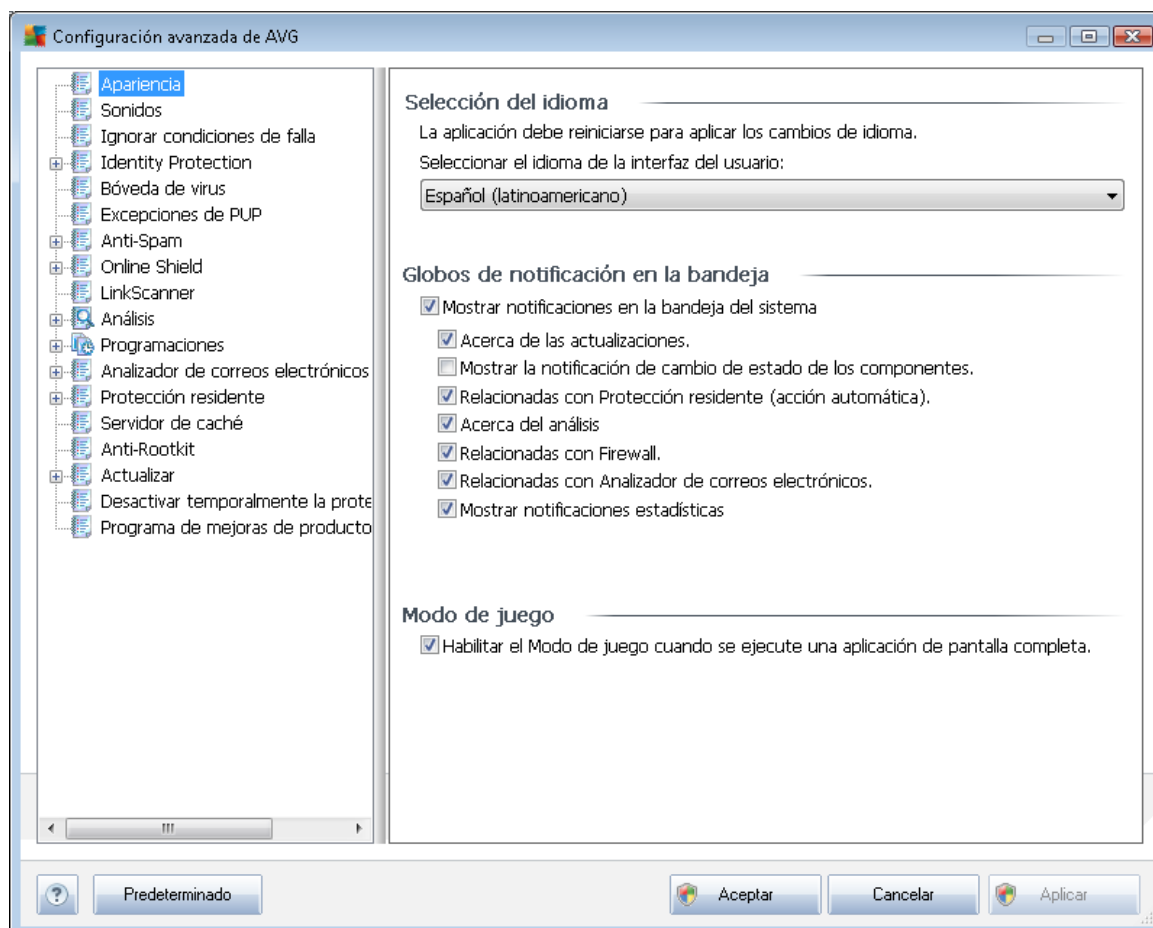 Configuración avanzada de AVG
Apariencia
Sonidos
Ignorar condiciones de falla
Identity Protection
Bóveda de virus
Excepciones de PUP
Anti-Spam
Online Shield
LinkScanner
Análisis
Programaciones
Analizador de correos electrónicos
Protección residente
Servidor de caché
Anti-Rootkit
Actualizar
Desactivar temporalmente la prote
Programa de mejoras de producto
Selección del idioma
La aplicación debe reiniciarse para aplicar los cambios de idioma.
Seleccionar el idioma de la interfaz del usuario:
Español (latinoamericano)
Globos de notificación en la bandeja
Mostrar notificaciones en la bandeja del sistema
Acerca de las actualizaciones.
Mostrar la notificación de cambio de estado de los componentes.
Relacionadas con Protección residente (acción automática).
Acerca del análisis
Relacionadas con Firewall.
Relacionadas con Analizador de correos electrónicos.
Mostrar notificaciones estadísticas
Modo de juego
Habilitar el Modo de juego cuando se ejecute una aplicación de pantalla completa.
?
Predeterminado
Aceptar
Cancelar
Aplicar